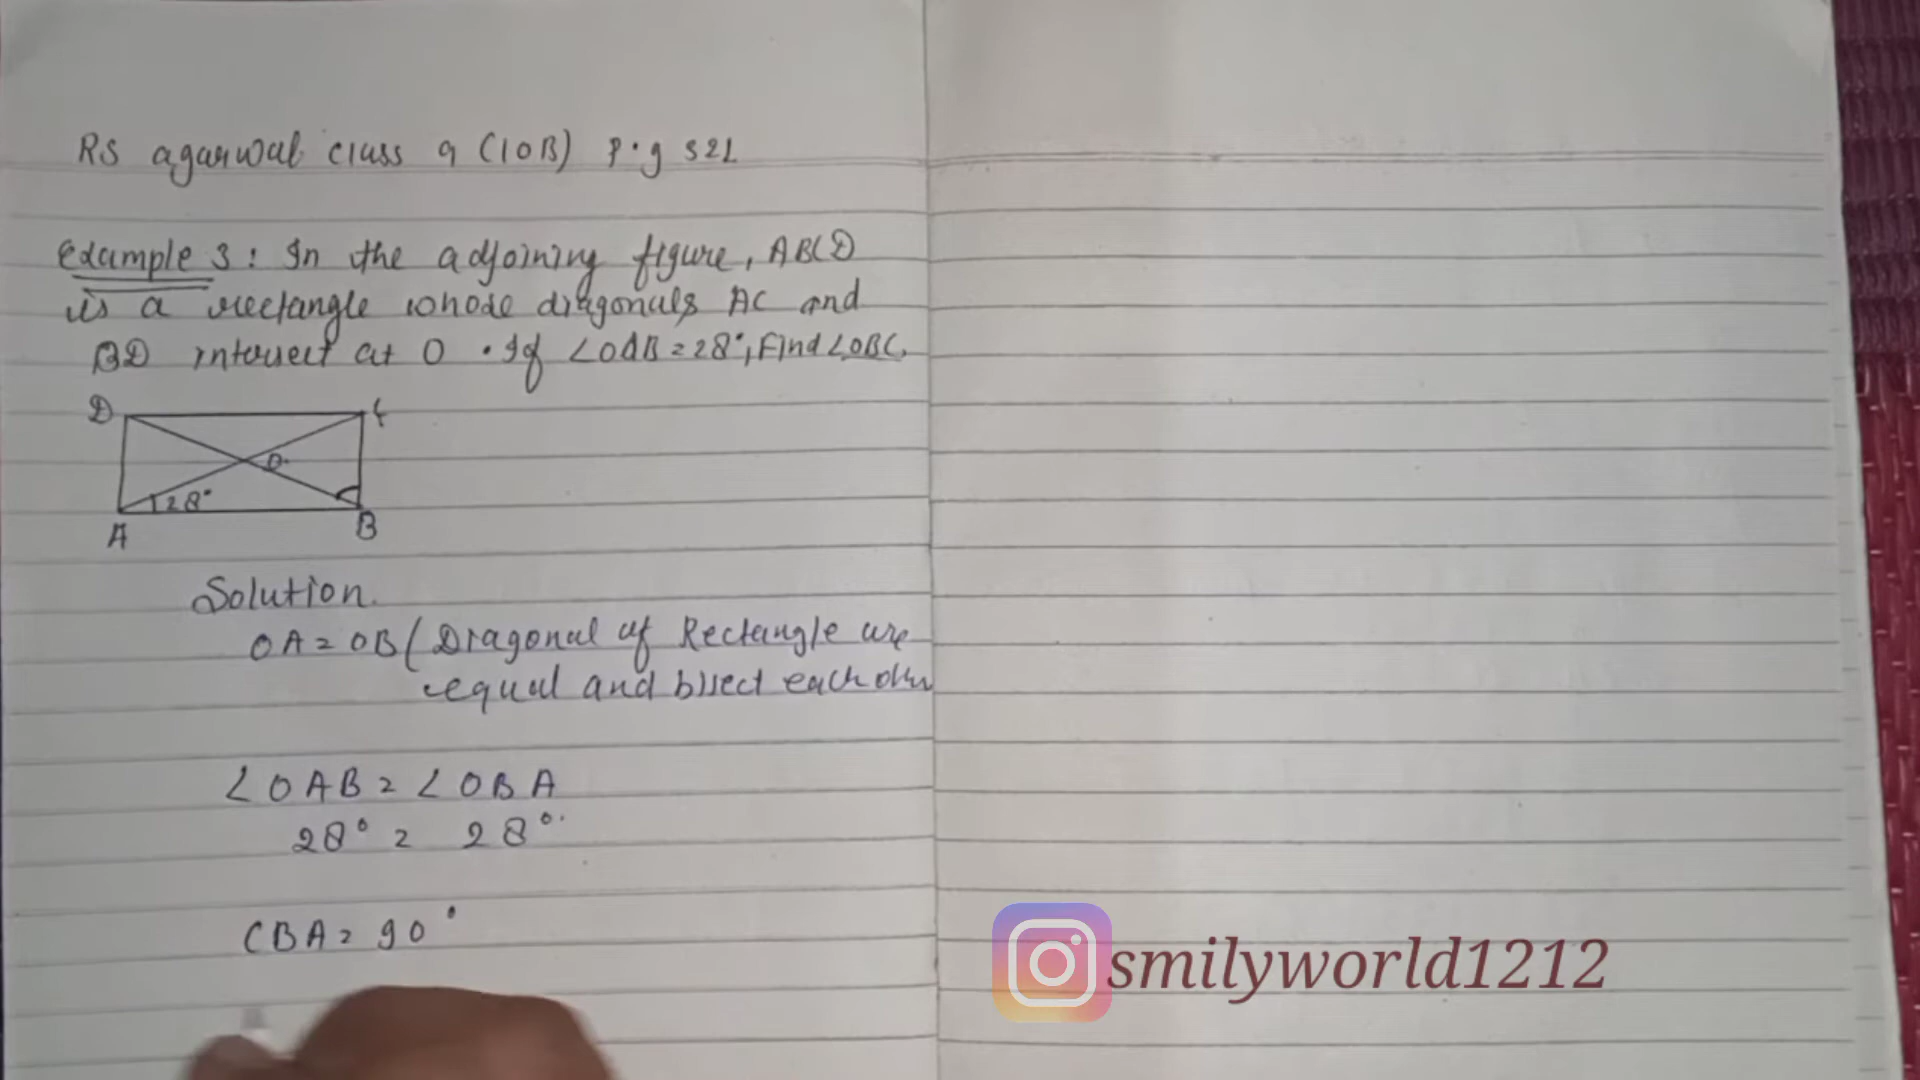 RS agarwal class 9 (10B) p.g 321
Example 3: In the adjoining figure, ABCD
is a rectangle whose diagonals AC and
BD intersect at O. If ∠OAB=28°, Find ∠OBC.
D C
O
28°
A B
Solution.
OA=OB (Diagonal of Rectangle are
equal and bisect each other
∠OAB=∠OBA
28°=28°.
CBA=90°
smilyworld1212